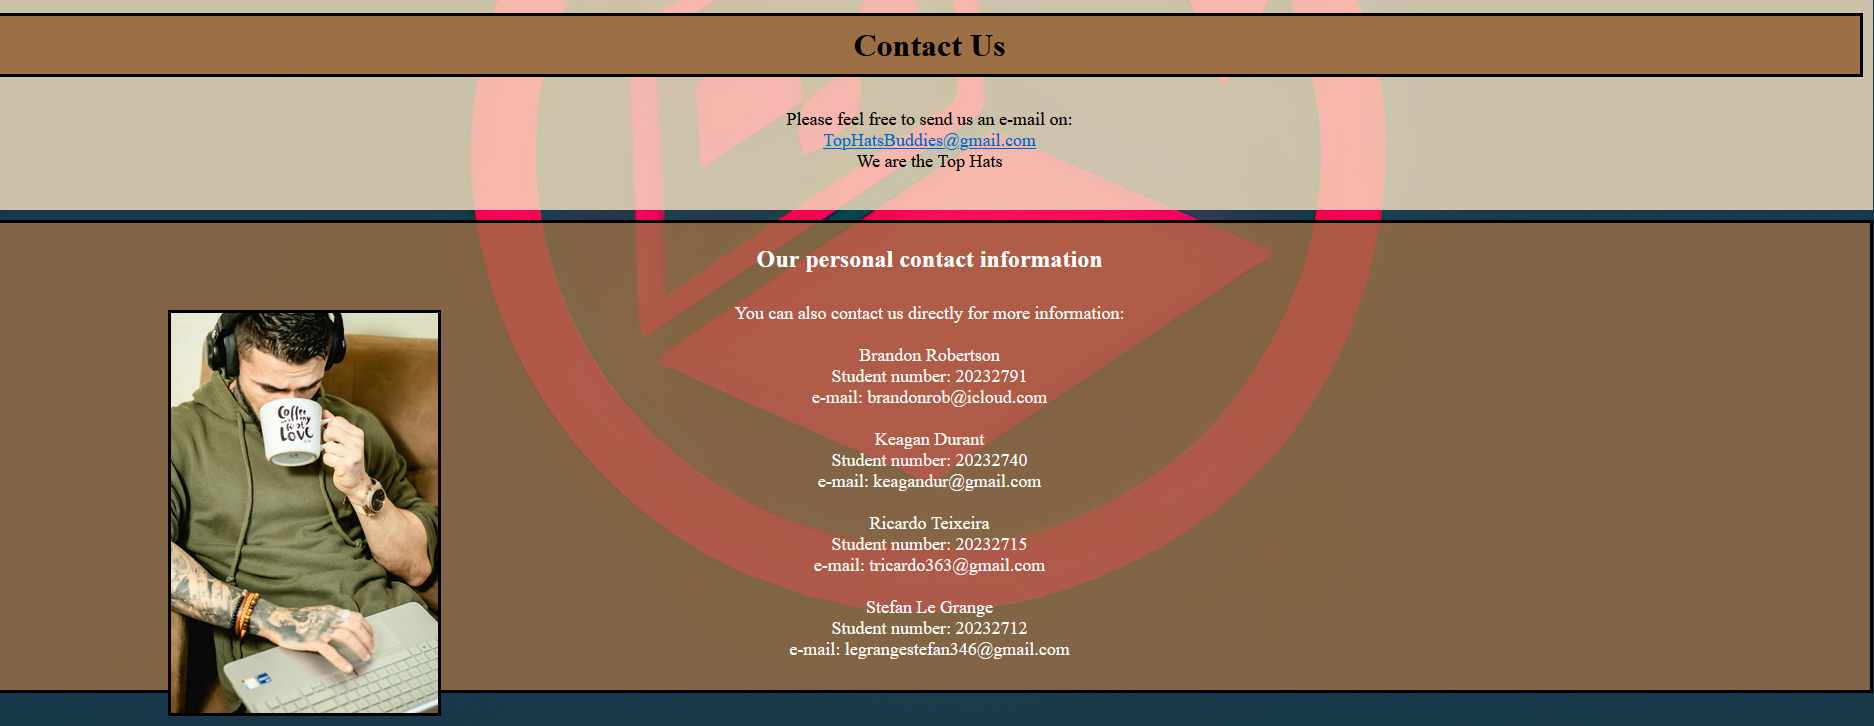 Contact Us
Please feel free to send us an e-mail on:
TopHatsBuddies@gmail.com
We are the Top Hats
Our personal contact information
You can also contact us directly for more information:
Brandon Robertson
Student number: 20232791
e-mail: brandonrob@icloud.com
Keagan Durant
Student number: 20232740
e-mail: keagandur@gmail.com
Ricardo Teixeira
Student number: 20232715
e-mail: tricardo363@gmail.com
Stefan Le Grange
Student number: 20232712
e-mail: legrangestefan346@gmail.com
Coffee
my
first
Love